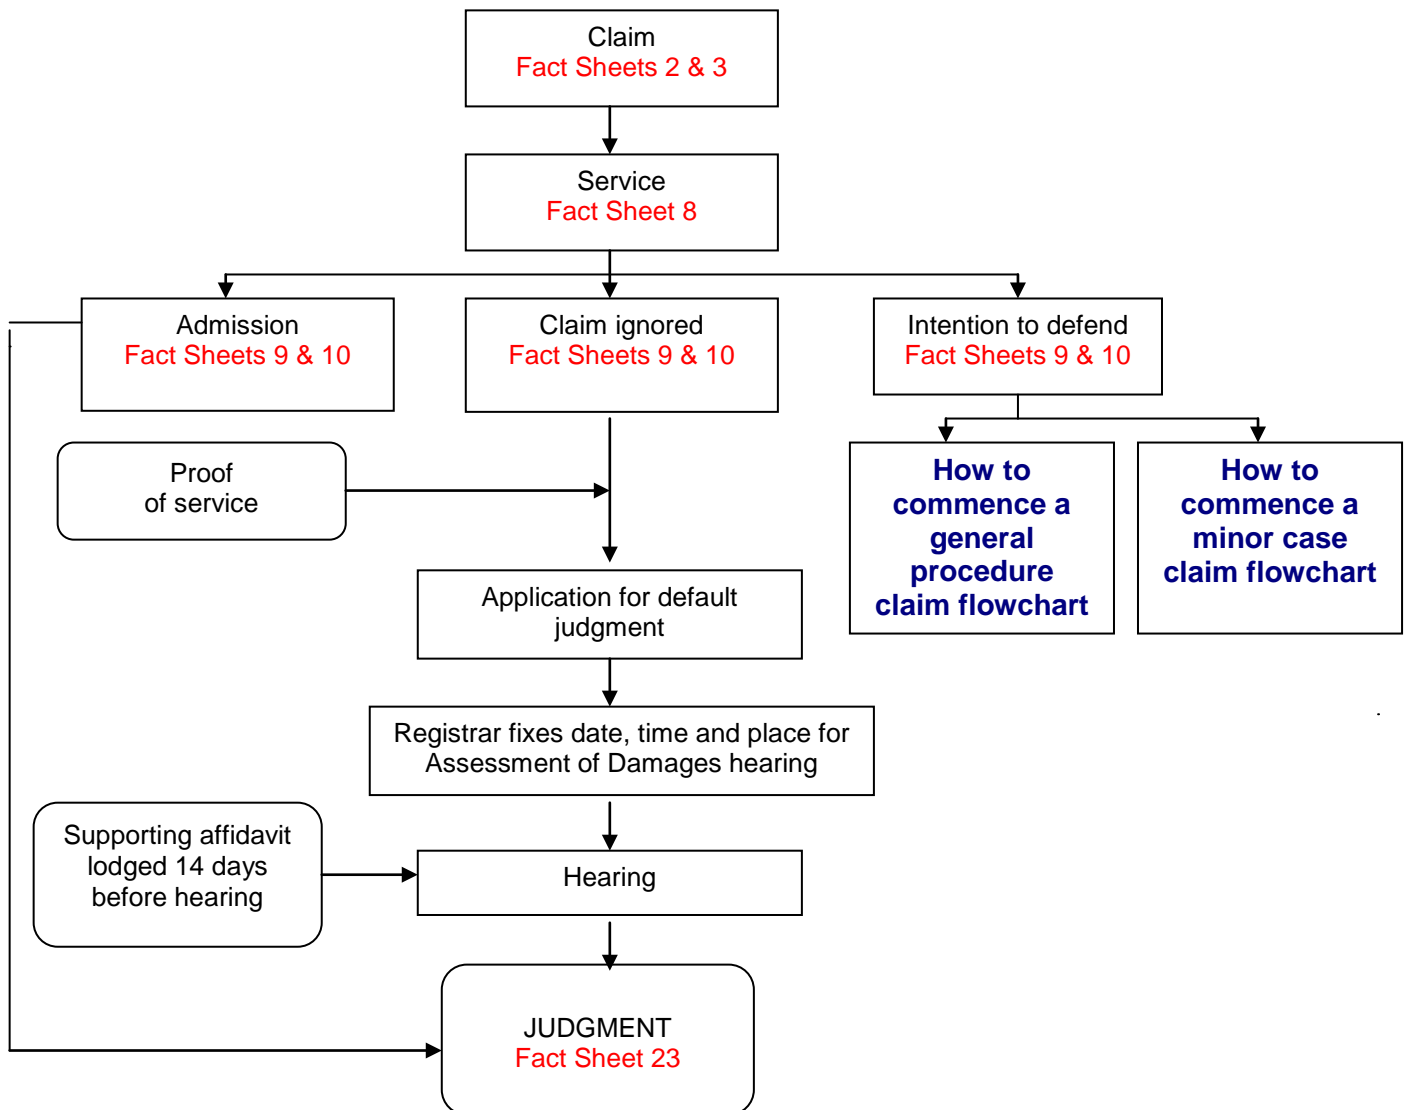 Claim
Fact Sheets 2 & 3
Service
Fact Sheet 8
Admission
Fact Sheets 9 & 10
Claim ignored
Fact Sheets 9 & 10
Intention to defend
Fact Sheets 9 & 10
Proof
of service
How to
commence a
general
procedure
claim flowchart
How to
commence a
minor case
claim flowchart
Application for default
judgment
Registrar fixes date, time and place for
Assessment of Damages hearing
Supporting affidavit
lodged 14 days
before hearing
Hearing
JUDGMENT
Fact Sheet 23